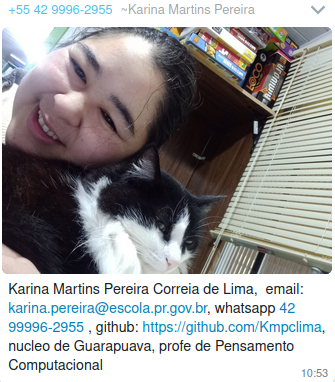 +55 42 9996-2955 ~Karina Martins Pereira
Karina Martins Pereira Correia de Lima, email:
karina.pereira@escola.pr.gov.br, whatsapp 42
99996-2955 , github: https://github.com/Kmpclima,
nucleo de Guarapuava, profe de Pensamento
Computacional
10:53